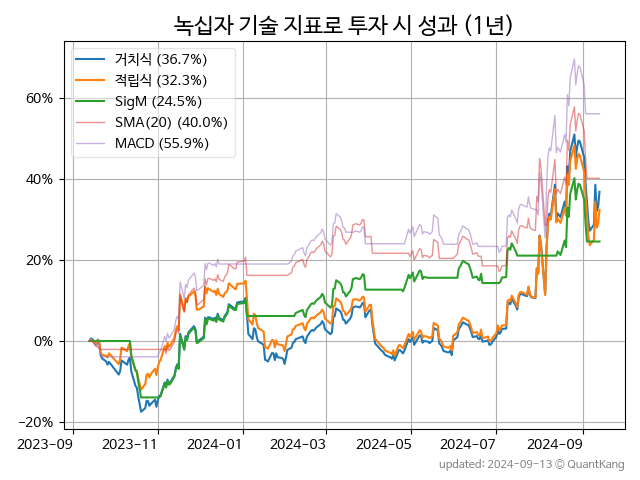 녹십자 기술 지표로 투자 시 성과 (1년)
거치식 (36.7%)
적립식 (32.3%)
SigM (24.5%)
SMA(20) (40.0%)
MACD (55.9%)
60%
40%
20%
0%
−20%
2023-09 2023-11 2024-01 2024-03 2024-05 2024-07 2024-09
updated: 2024-09-13 © QuantKang